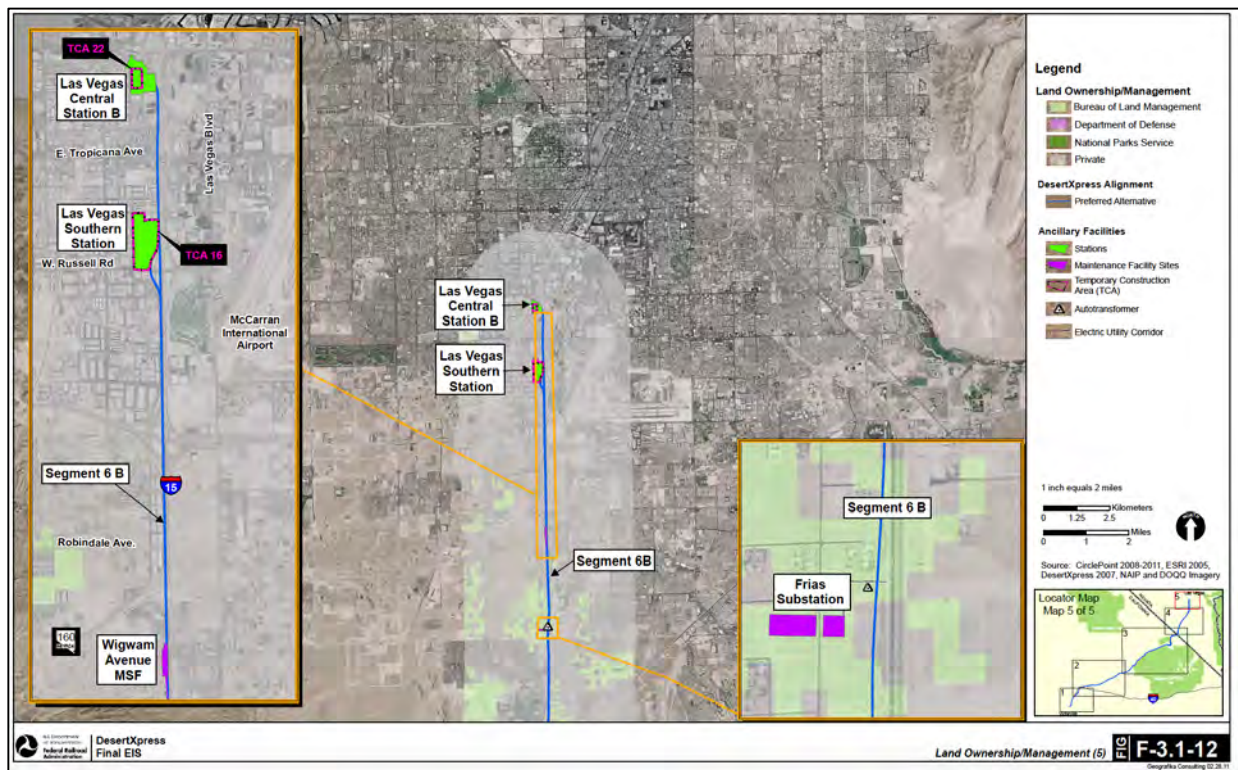 TCA 22
Las Vegas
Central
Station B
E. Tropicana Ave
Las Vegas Blvd
Las Vegas
Southern
Station
TCA 16
W. Russell Rd
McCarran
International
Airport
Segment 6 B
15
Robindale Ave.
160
Wigwam
Avenue
MSF
Las Vegas
Central
Station B
Las Vegas
Southern
Station
Segment 6B
Segment 6 B
Frias
Substation
Legend
Land Ownership/Management
Bureau of Land Management
Department of Defense
National Parks Service
Private
DesertXpress Alignment
Preferred Alternative
Ancillary Facilities
Stations
Maintenance Facility Sites
Temporary Construction
Area (TCA)
Autotransformer
Electric Utility Corridor
1 inch equals 2 miles
Kilometers
0 1.25 2.5
Miles
0 1 2
Source: CirclePoint 2008-2011, ESRI 2005,
DesertXpress 2007, NAIP and DOQQ Imagery
Locator Map
Map 5 of 5
5
4
3
2
1
U.S. Department
of Transportation
Federal Railroad
Administration
DesertXpress
Final EIS
Land Ownership/Management (5)
FIG
F-3.1-12
Geografika Consulting 02.28.11